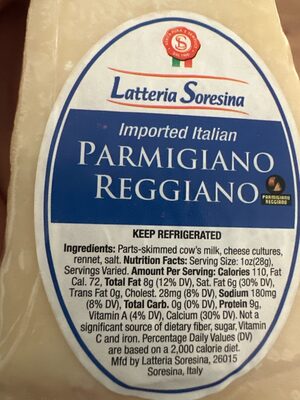 S
Latteria Soresina
Imported Italian
PARMIGIANO
REGGIANO
PARMIGIANO
REGGIANO
KEEP REFRIGERATED
Ingredients: Parts-skimmed cow's milk, cheese cultures,
rennet, salt. Nutrition Facts: Serving Size: 1oz(28g),
Servings Varied. Amount Per Serving: Calories 110, Fat
Cal. 72, Total Fat 8g (12% DV), Sat. Fat 6g (30% DV),
Trans Fat 0g, Cholest. 28mg (8% DV), Sodium 180mg
(8% DV), Total Carb. 0g (0% DV), Protein 9g,
Vitamin A (4% DV), Calcium (30% DV). Not a
significant source of dietary fiber, sugar, Vitamin
C and iron. Percentage Daily Values (DV)
are based on a 2,000 calorie diet.
Mfd by Latteria Soresina, 26015
Soresina, Italy